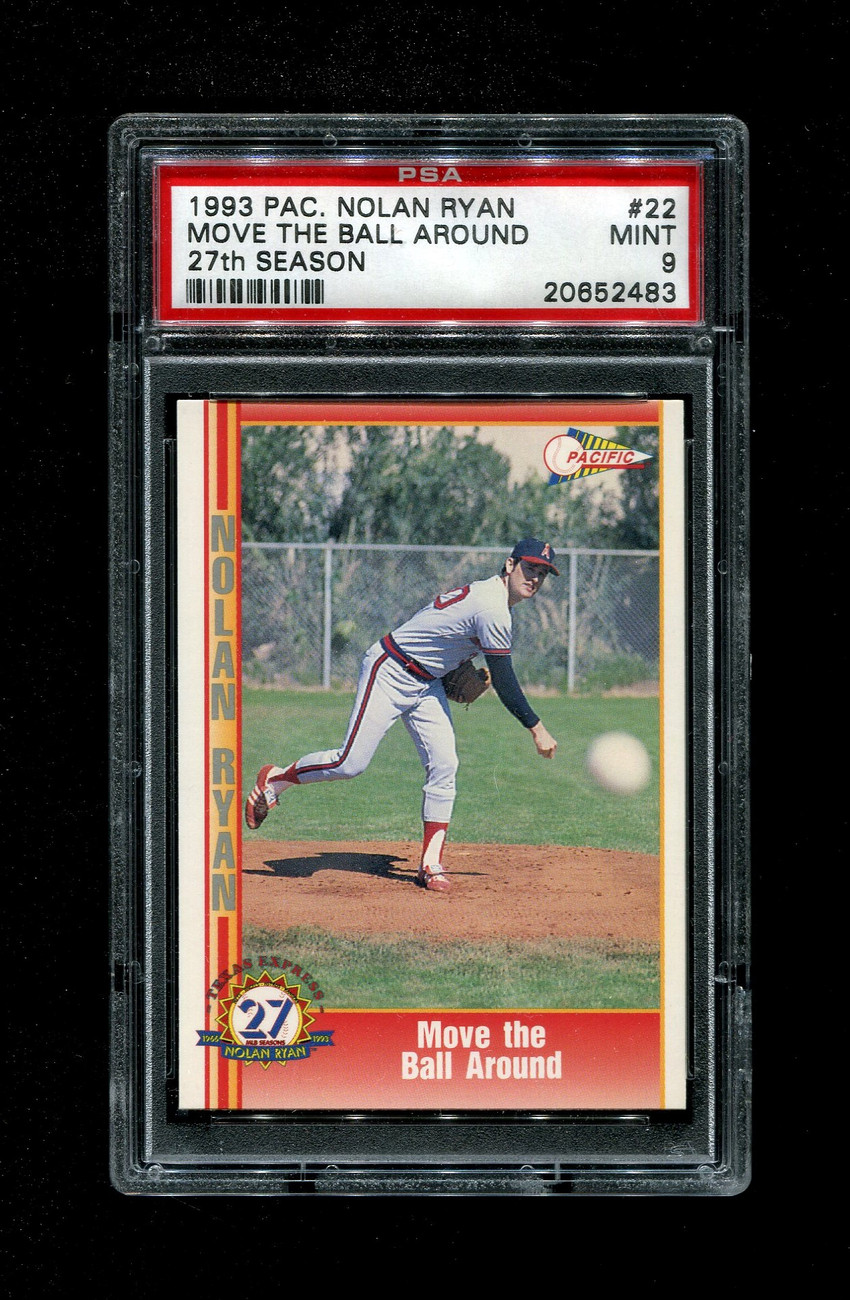 PSA
1993 PAC. NOLAN RYAN #22
MOVE THE BALL AROUND MINT
27th SEASON 9
20652483
PACIFIC
A
NOLAN RYAN
TEXAS EXPRESS
27
MLB SEASONS
1966 1993
NOLAN RYAN™
Move the
Ball Around